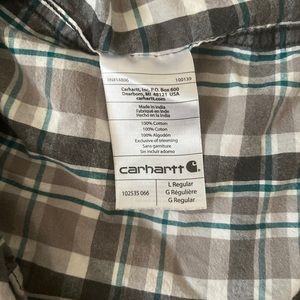 100139
Carhartt, Inc. P.O. Box 600
Dearborn, MI 48121 USA
carhartt.com
Made in India
Fabriqué en Inde
Hecho en India
100% Cotton
100% Cotton
100% Algodón
Exclusive of trimming
Sans garniture
Sin incluir adorno
carhartt
102535 066
L Regular
G Régulière
G Regular